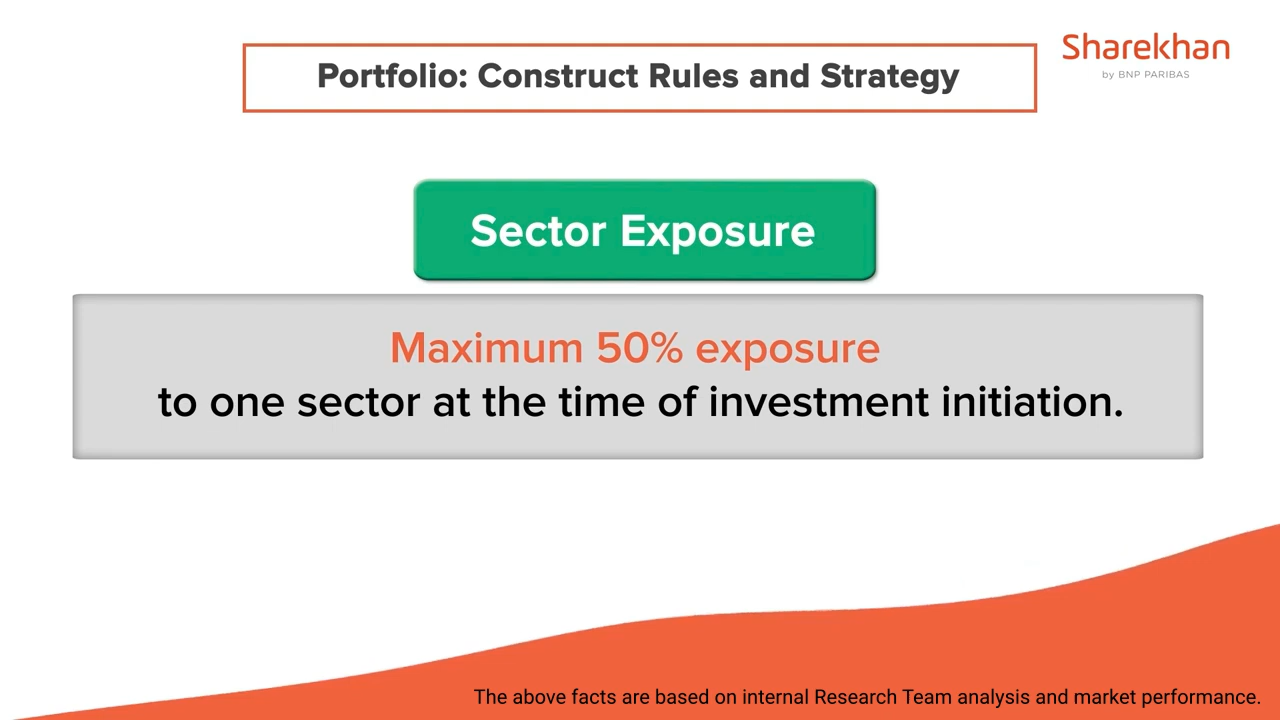 Portfolio: Construct Rules and Strategy
Sharekhan
by BNP PARIBAS
Sector Exposure
Maximum 50% exposure
to one sector at the time of investment initiation.
The above facts are based on internal Research Team analysis and market performance.